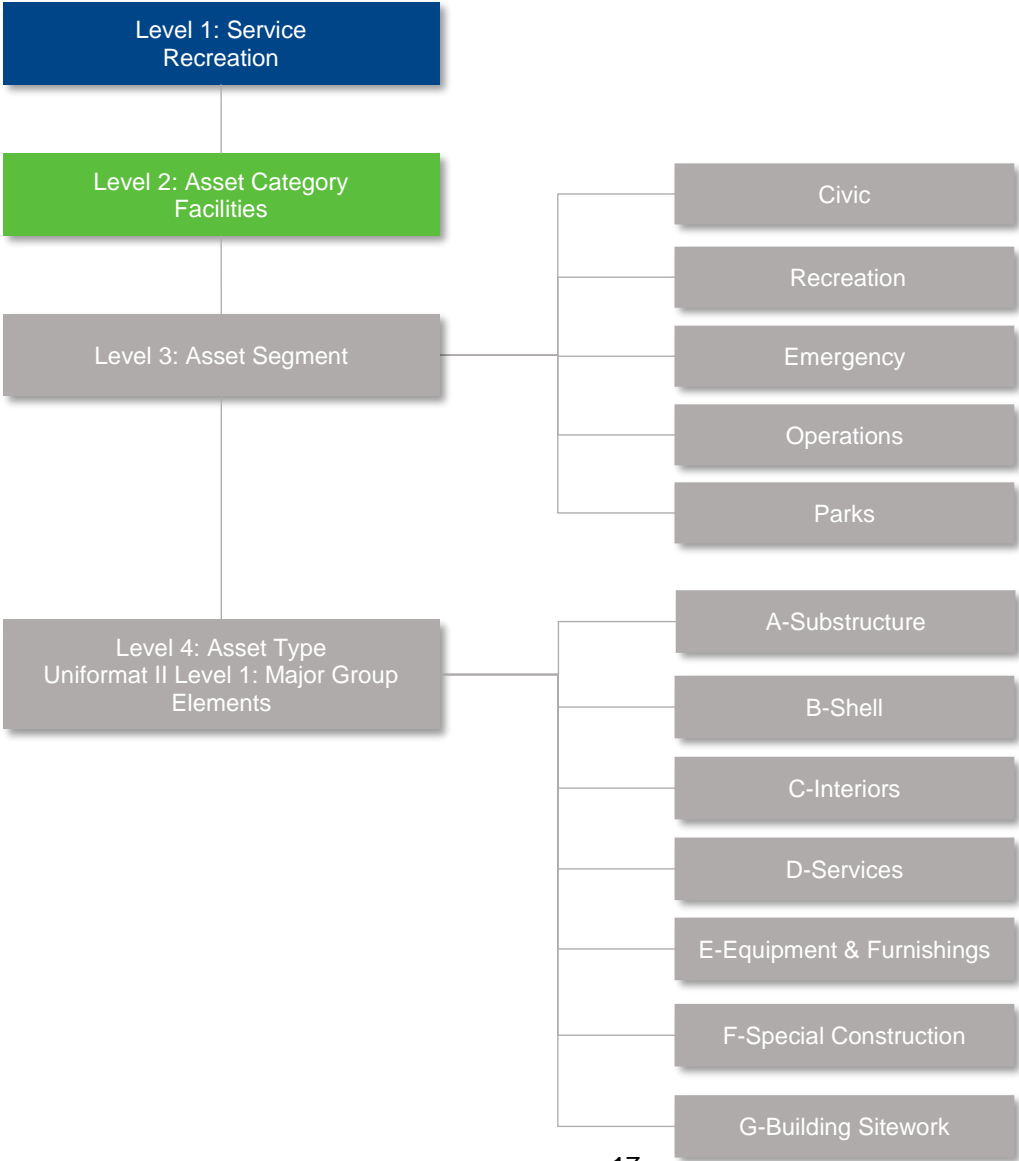 Level 1: Service
Recreation
Level 2: Asset Category
Facilities
Civic
Recreation
Level 3: Asset Segment
Emergency
Operations
Parks
Level 4: Asset Type
Uniformat II Level 1: Major Group
Elements
A-Substructure
B-Shell
C-Interiors
D-Services
E-Equipment & Furnishings
F-Special Construction
G-Building Sitework